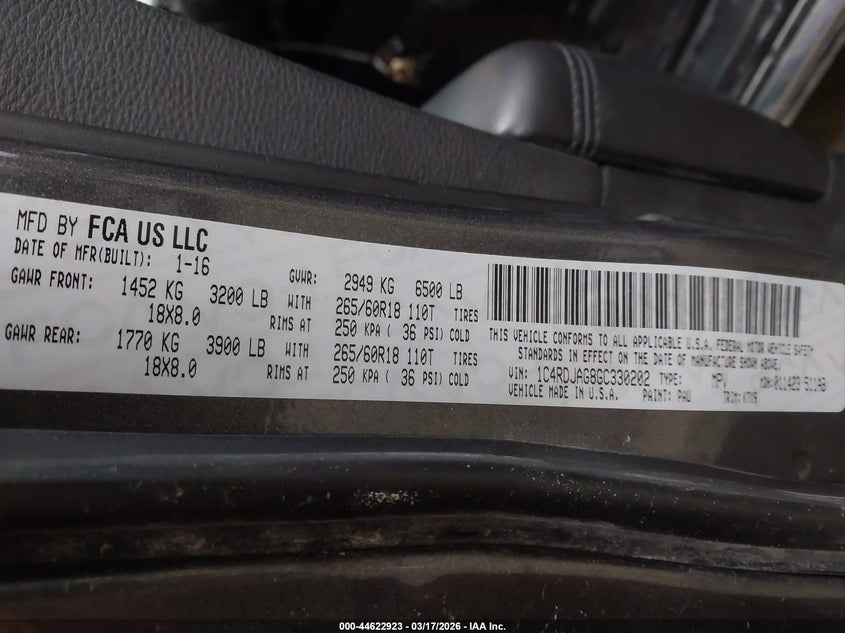 MFD BY FCA US LLC
DATE OF MFR(BUILT): 1-16
GVWR: 2949 KG 6500 LB
GAWR FRONT: 1452 KG 3200 LB WITH 265/60R18 110T TIRES
18X8.0 RIMS AT 250 KPA ( 36 PSI) COLD
GAWR REAR: 1770 KG 3900 LB WITH 265/60R18 110T TIRES
18X8.0 RIMS AT 250 KPA ( 36 PSI) COLD
THIS VEHICLE CONFORMS TO ALL APPLICABLE U.S.A. FEDERAL MOTOR VEHICLE SAFETY
STANDARDS IN EFFECT ON THE DATE OF MANUFACTURE SHOWN ABOVE.
VIN: 1C4RDJAG8GC330202 TYPE: MPV MDH: 011423 511AB
VEHICLE MADE IN U.S.A. PAINT: PAU TRIM:
000-44622923 - 03/17/2026 - IAA Inc.